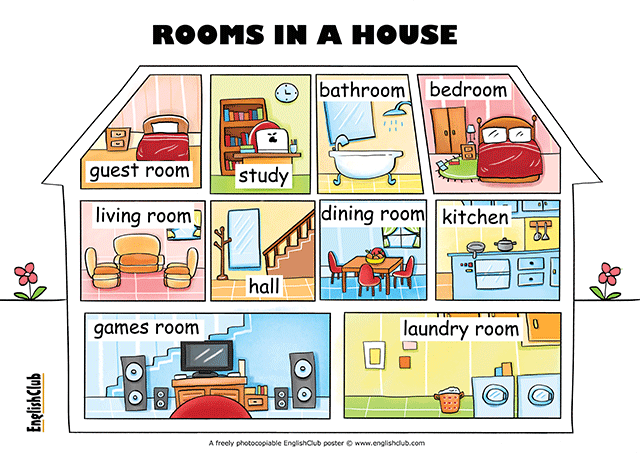 ROOMS IN A HOUSE
guest room
study
bathroom
bedroom
living room
hall
dining room
kitchen
games room
laundry room
EnglishClub
A freely photocopiable EnglishClub poster © www.englishclub.com